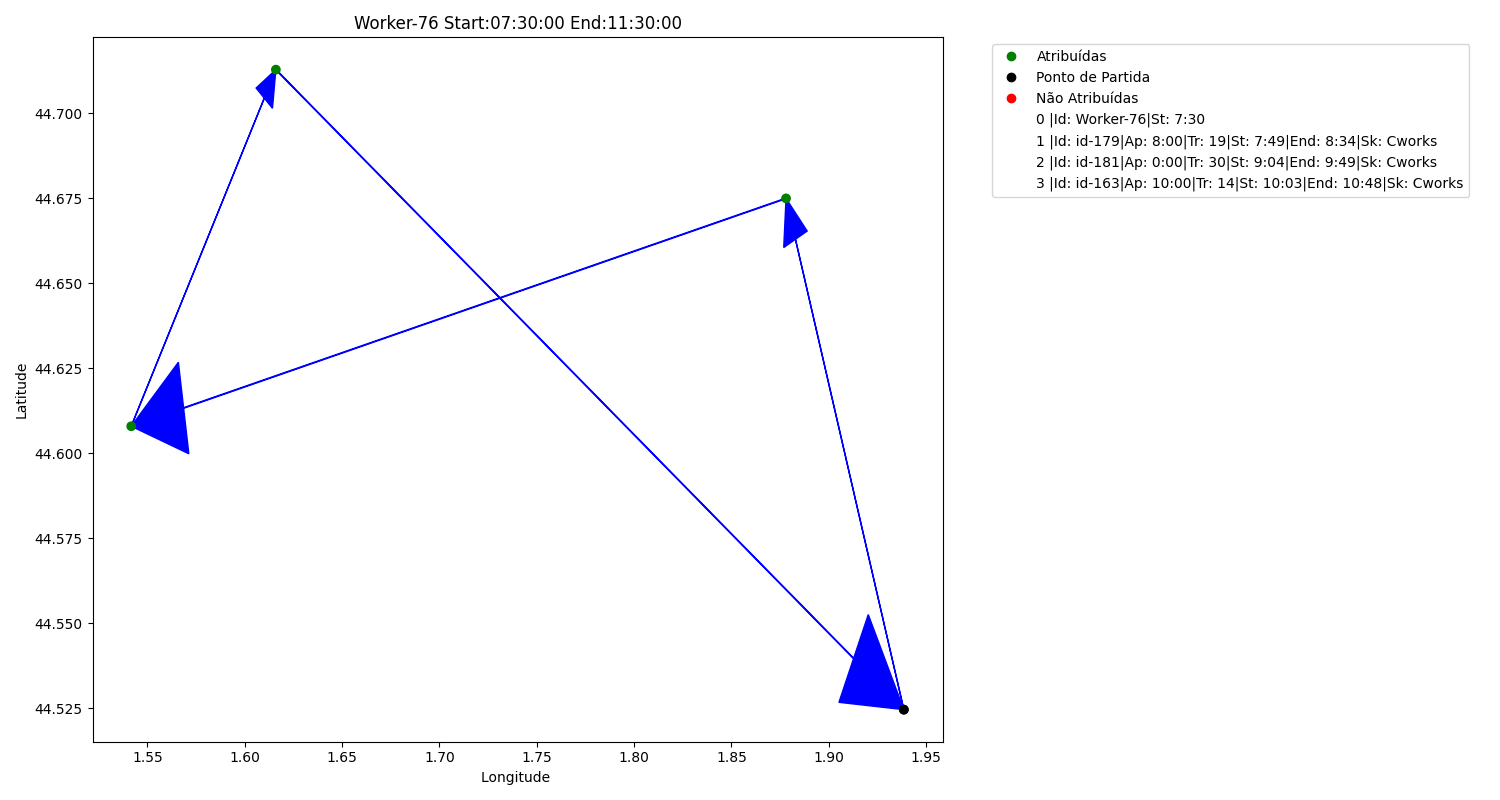 Worker-76 Start:07:30:00 End:11:30:00
Atribuídas
Ponto de Partida
Não Atribuídas
0 |Id: Worker-76|St: 7:30
1 |Id: id-179|Ap: 8:00|Tr: 19|St: 7:49|End: 8:34|Sk: Cworks
2 |Id: id-181|Ap: 0:00|Tr: 30|St: 9:04|End: 9:49|Sk: Cworks
3 |Id: id-163|Ap: 10:00|Tr: 14|St: 10:03|End: 10:48|Sk: Cworks
Latitude
44.700
44.675
44.650
44.625
44.600
44.575
44.550
44.525
1.55 1.60 1.65 1.70 1.75 1.80 1.85 1.90 1.95
Longitude